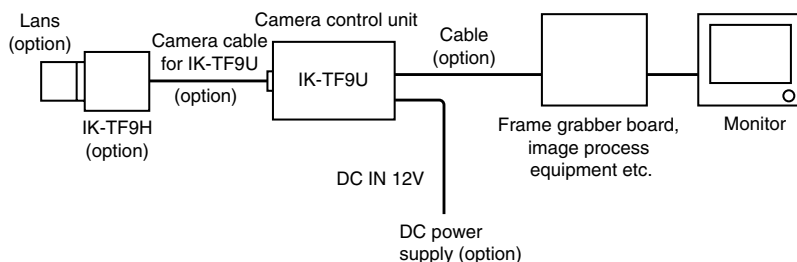 Lans
(option)
IK-TF9H
(option)
Camera cable
for IK-TF9U
(option)
Camera control unit
IK-TF9U
Cable
(option)
DC IN 12V
DC power
supply (option)
Frame grabber board,
image process
equipment etc.
Monitor